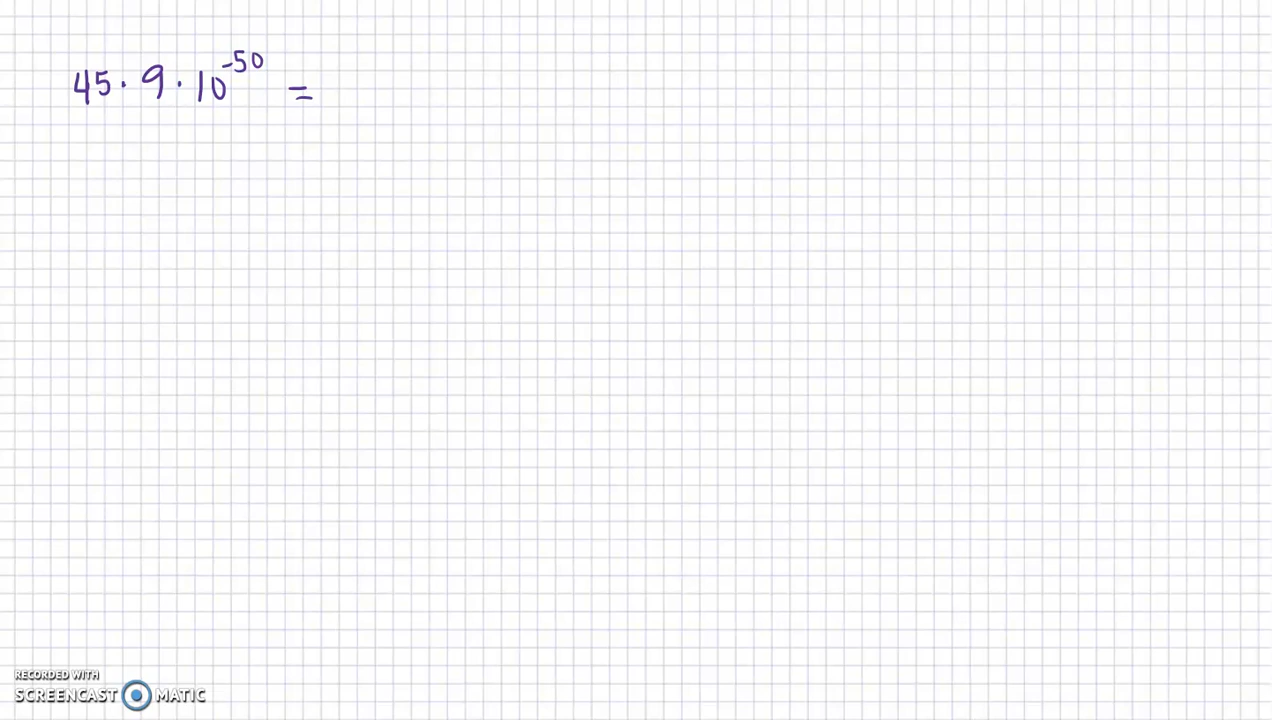 45 · 9 · 10⁻⁵⁰ =
RECORDED WITH
SCREENCAST MATIC